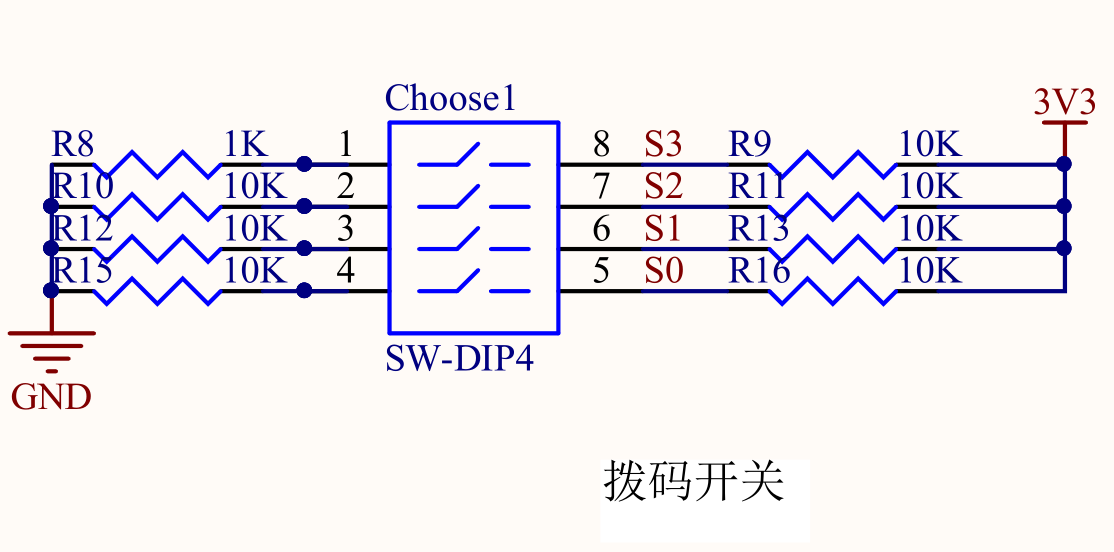 Choose1
3V3
R8 1K 1 8 S3 R9 10K
R10 10K 2 7 S2 R11 10K
R12 10K 3 6 S1 R13 10K
R15 10K 4 5 S0 R16 10K
SW-DIP4
GND
拨码开关